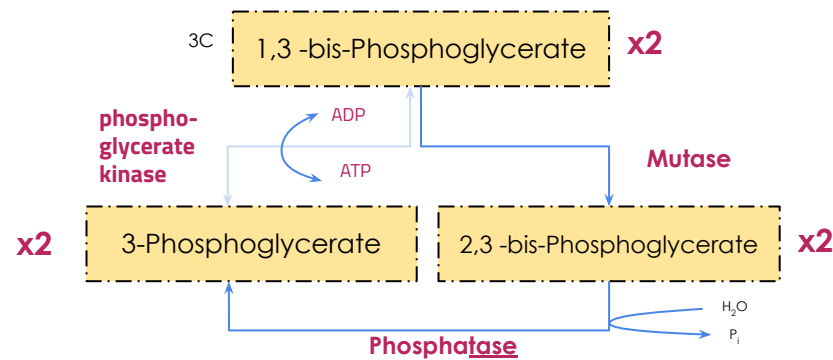 3C
1,3 -bis-Phosphoglycerate
x2
phospho-
glycerate
kinase
ADP
ATP
Mutase
x2
3-Phosphoglycerate
2,3 -bis-Phosphoglycerate
x2
H₂O
Pᵢ
Phosphatase